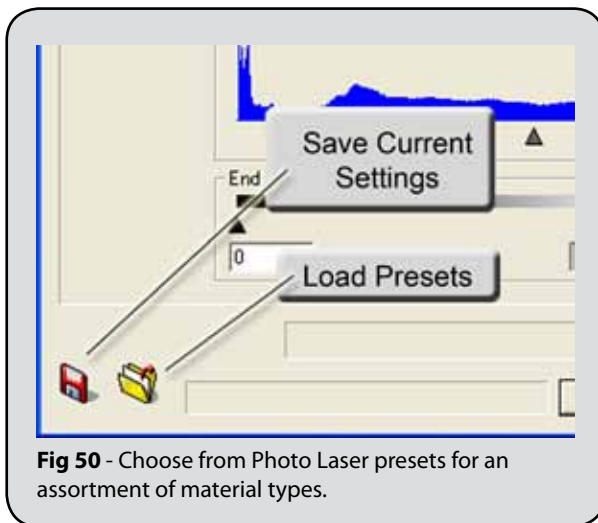 Save Current
Settings
End
0
Load Presets
Fig 50 - Choose from Photo Laser presets for an
assortment of material types.